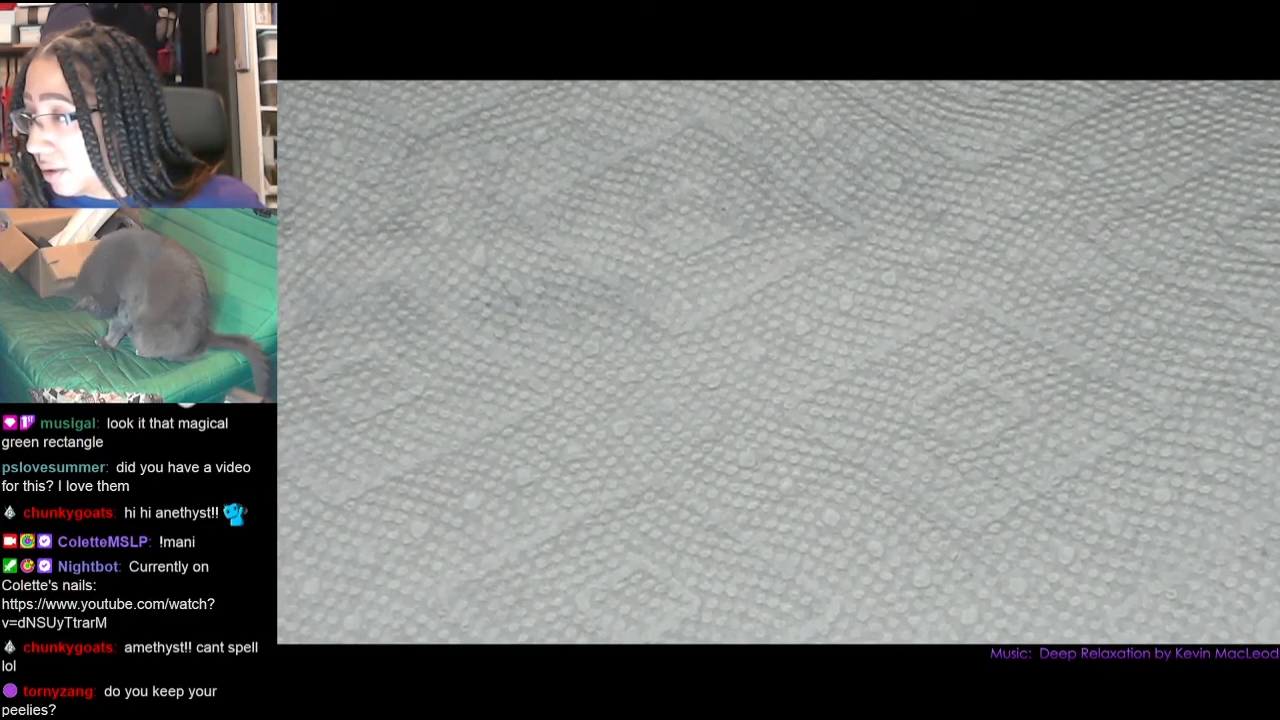 musigal: look it that magical
green rectangle
pslovesummer: did you have a video
for this? I love them
chunkygoats: hi hi anethyst!!
ColetteMSLP: !mani
Nightbot: Currently on
Colette's nails:
https://www.youtube.com/watch?
v=dNSUyTtrarM
chunkygoats: amethyst!! cant spell
lol
tornyzang: do you keep your
peelies?
Music: Deep Relaxation by Kevin MacLeod